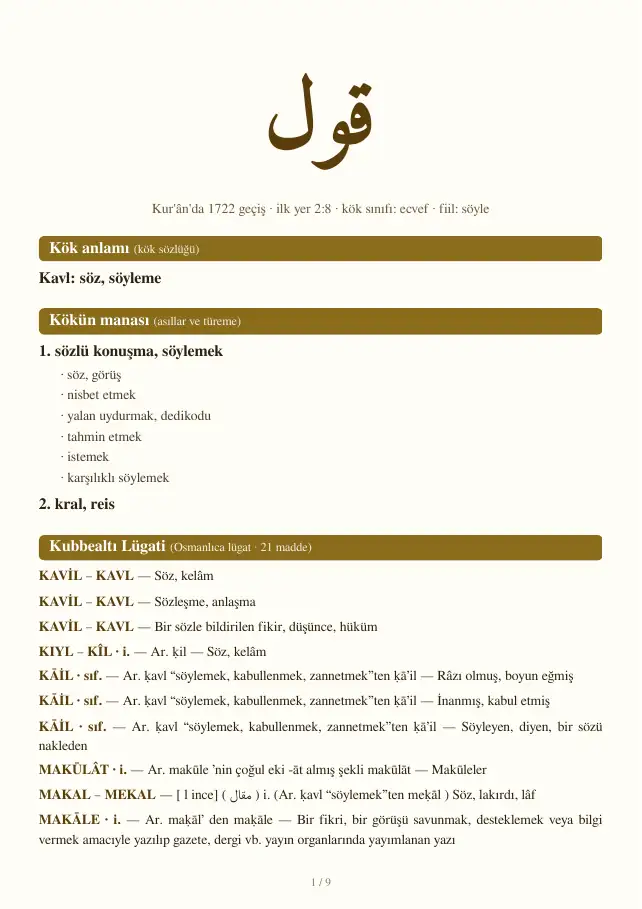 قول
Kur'ân'da 1722 geçiş · ilk yer 2:8 · kök sınıfı: ecvef · fiil: söyle
Kök anlamı (kök sözlüğü)
Kavl: söz, söyleme
Kökün manası (asıllar ve türeme)
1. sözlü konuşma, söylemek
· söz, görüş
· nisbet etmek
· yalan uydurmak, dedikodu
· tahmin etmek
· istemek
· karşılıklı söylemek
2. kral, reis
Kubbealtı Lügati (Osmanlıca lügat · 21 madde)
KAVİL – KAVL — Söz, kelâm
KAVİL – KAVL — Sözleşme, anlaşma
KAVİL – KAVL — Bir sözle bildirilen fikir, düşünce, hüküm
KIYL – KÎL · i. — Ar. ḳіl — Söz, kelâm
KĀİL · sıf. — Ar. ḳavl “söylemek, kabullenmek, zannetmek”ten ḳā’il — Râzı olmuş, boyun eğmiş
KĀİL · sıf. — Ar. ḳavl “söylemek, kabullenmek, zannetmek”ten ḳā’il — İnanmış, kabul etmiş
KĀİL · sıf. — Ar. ḳavl “söylemek, kabullenmek, zannetmek”ten ḳā’il — Söyleyen, diyen, bir sözü
nakleden
MAKŪLÂT · i. — Ar. maḳūle ’nin çoğul eki -āt almış şekli maḳūlāt — Makūleler
MAKAL – MEKAL — [ l ince] ( مقال ) i. (Ar. ḳavl “söylemek”ten meḳāl ) Söz, lakırdı, lâf
MAKĀLE · i. — Ar. maḳāl’ den maḳāle — Bir fikri, bir görüşü savunmak, desteklemek veya bilgi
vermek amacıyle yazılıp gazete, dergi vb. yayın organlarında yayımlanan yazı
1 / 9